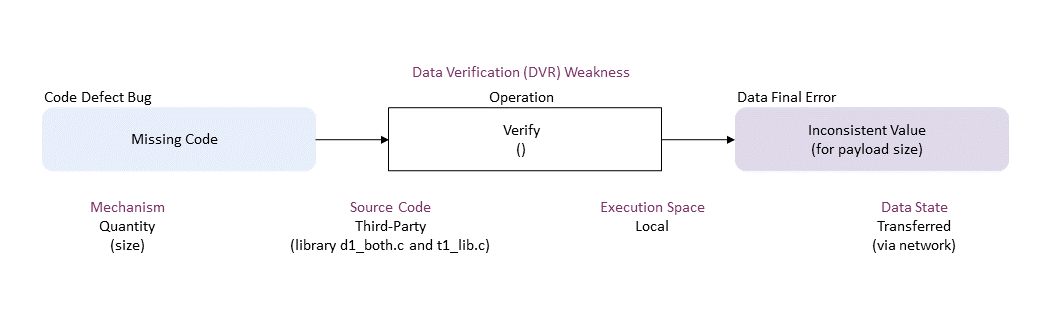 Data Verification (DVR) Weakness
Code Defect Bug
Operation
Data Final Error
Missing Code
Verify
()
Inconsistent Value
(for payload size)
Mechanism
Quantity
(size)
Source Code
Third-Party
(library d1_both.c and t1_lib.c)
Execution Space
Local
Data State
Transferred
(via network)